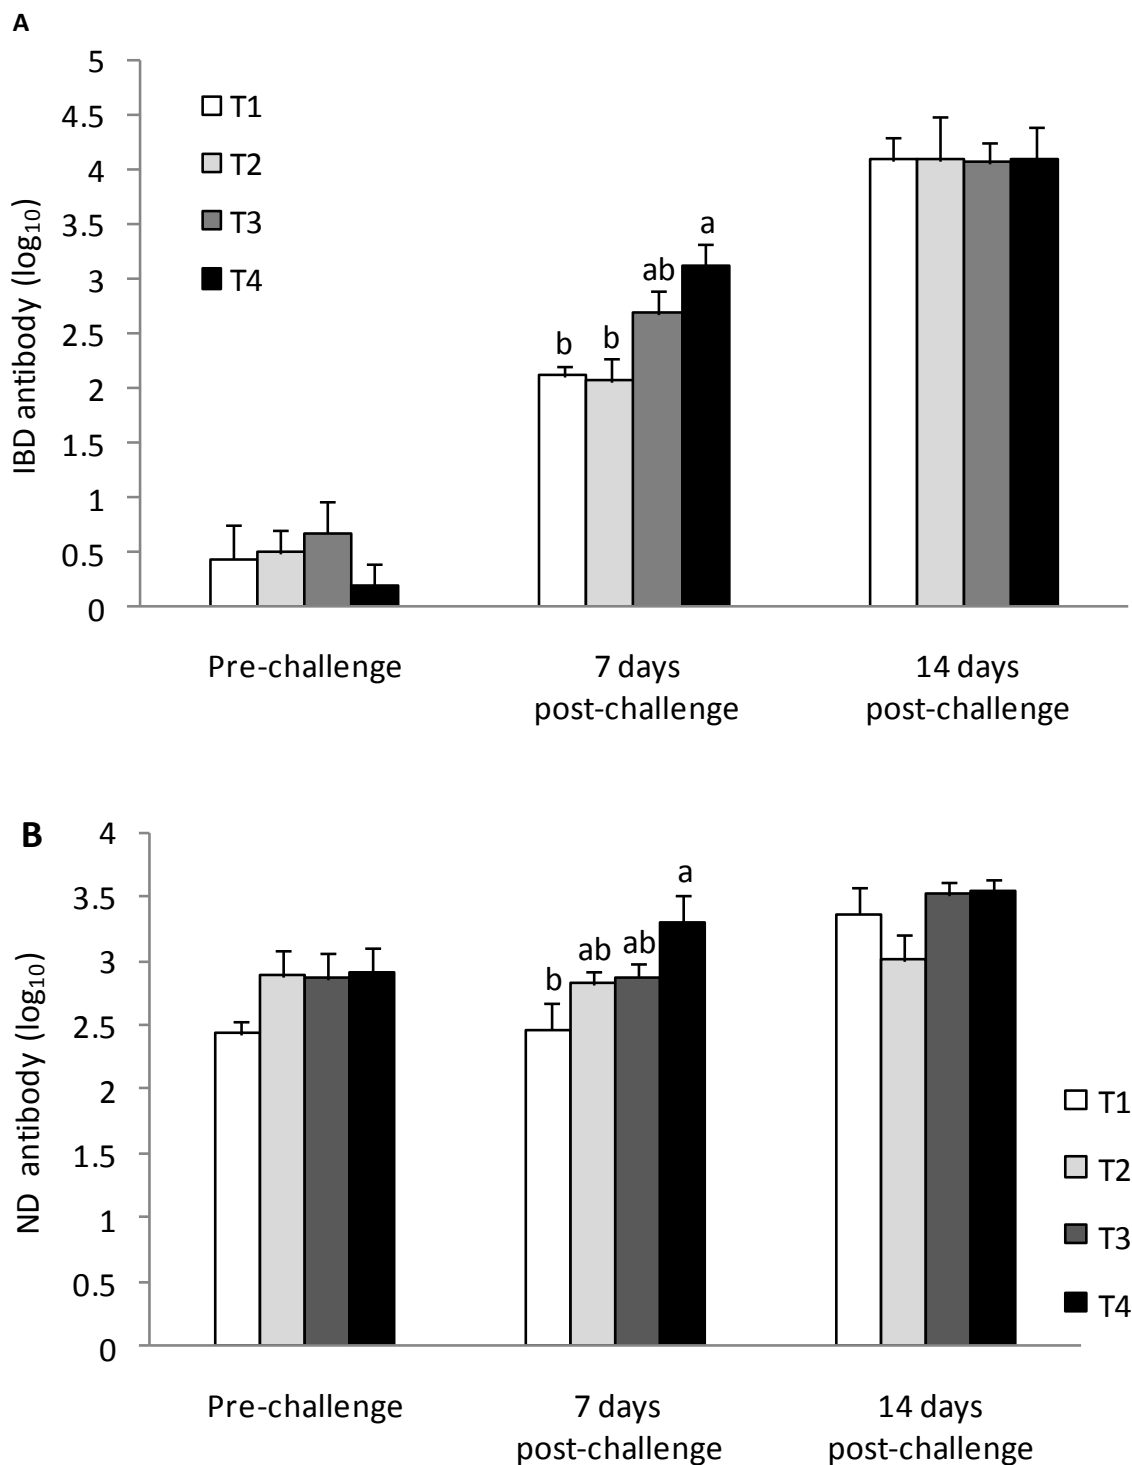 A
5
4.5
4
3.5
3
2.5
2
1.5
1
0.5
0
IBD antibody (log10)
T1
T2
T3
T4
b
b
ab
a
Pre-challenge
7 days
post-challenge
14 days
post-challenge
B
4
3.5
3
2.5
2
1.5
1
0.5
0
ND antibody (log10)
b
ab
ab
a
T1
T2
T3
T4
Pre-challenge
7 days
post-challenge
14 days
post-challenge